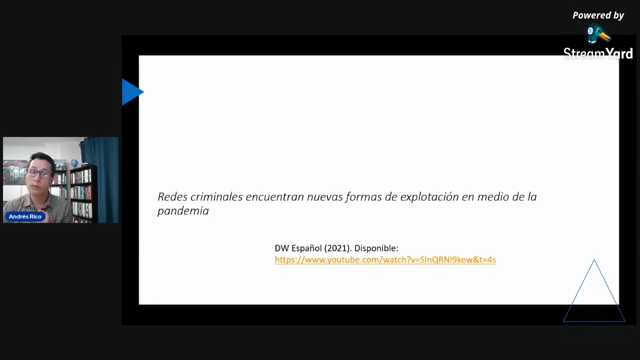 Powered by
StreamYard
Redes criminales encuentran nuevas formas de explotación en medio de la
pandemia
DW Español (2021). Disponible:
https://www.youtube.com/watch?v=SlnQRNl9kew&t=4s
Andrés Rico